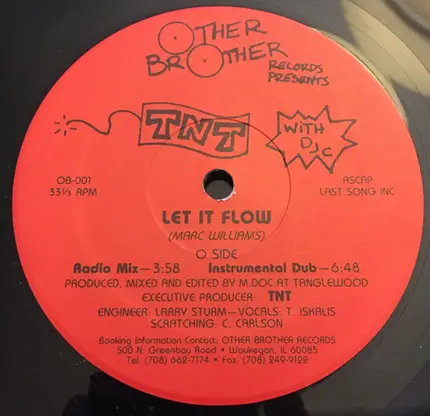 OTHER
BROTHER
RECORDS
PRESENTS
TNT
WITH
DJC
OB-001
33⅓ RPM
ASCAP
LAST SONG INC
LET IT FLOW
(MARC WILLIAMS)
O SIDE
Radio Mix—3:58 Instrumental Dub—6:48
PRODUCED, MIXED AND EDITED BY M.DOC AT TANGLEWOOD
EXECUTIVE PRODUCER: TNT
ENGINEER: LARRY STURM—VOCALS: T. ISKALIS
SCRATCHING: C. CARLSON
Booking Information Contact: OTHER BROTHER RECORDS
500 N. Greenbay Road • Waukegan, IL 60085
Tel: (708) 662-7174 • Fax: (708) 249-9122